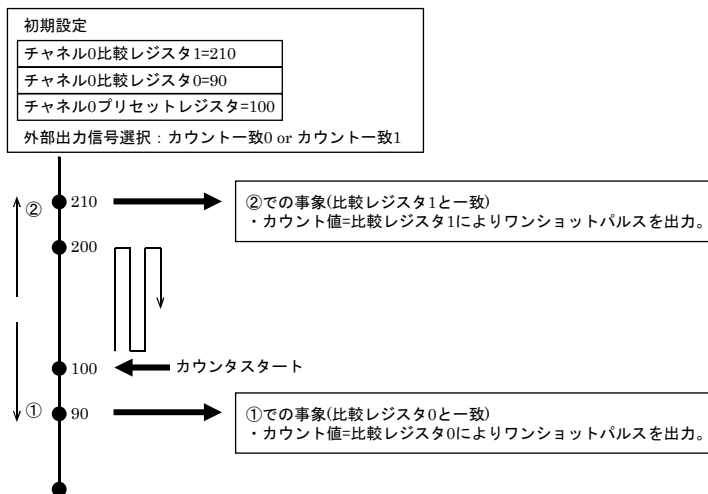 初期設定
チャネル0比較レジスタ1=210
チャネル0比較レジスタ0=90
チャネル0プリセットレジスタ=100
外部出力信号選択：カウント一致0 or カウント一致1
②
210
②での事象(比較レジスタ1と一致)
・カウント値=比較レジスタ1によりワンショットパルスを出力。
200
100
カウンタスタート
①
90
①での事象(比較レジスタ0と一致)
・カウント値=比較レジスタ0によりワンショットパルスを出力。